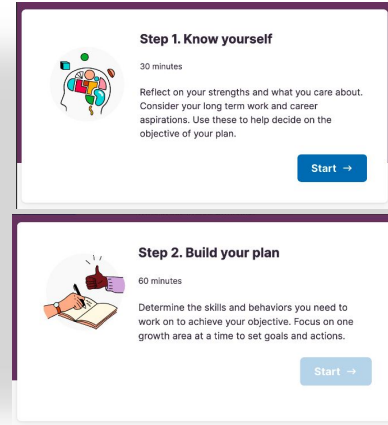 Step 1. Know yourself
30 minutes
Reflect on your strengths and what you care about.
Consider your long term work and career
aspirations. Use these to help decide on the
objective of your plan.
Start →
Step 2. Build your plan
60 minutes
Determine the skills and behaviors you need to
work on to achieve your objective. Focus on one
growth area at a time to set goals and actions.
Start →